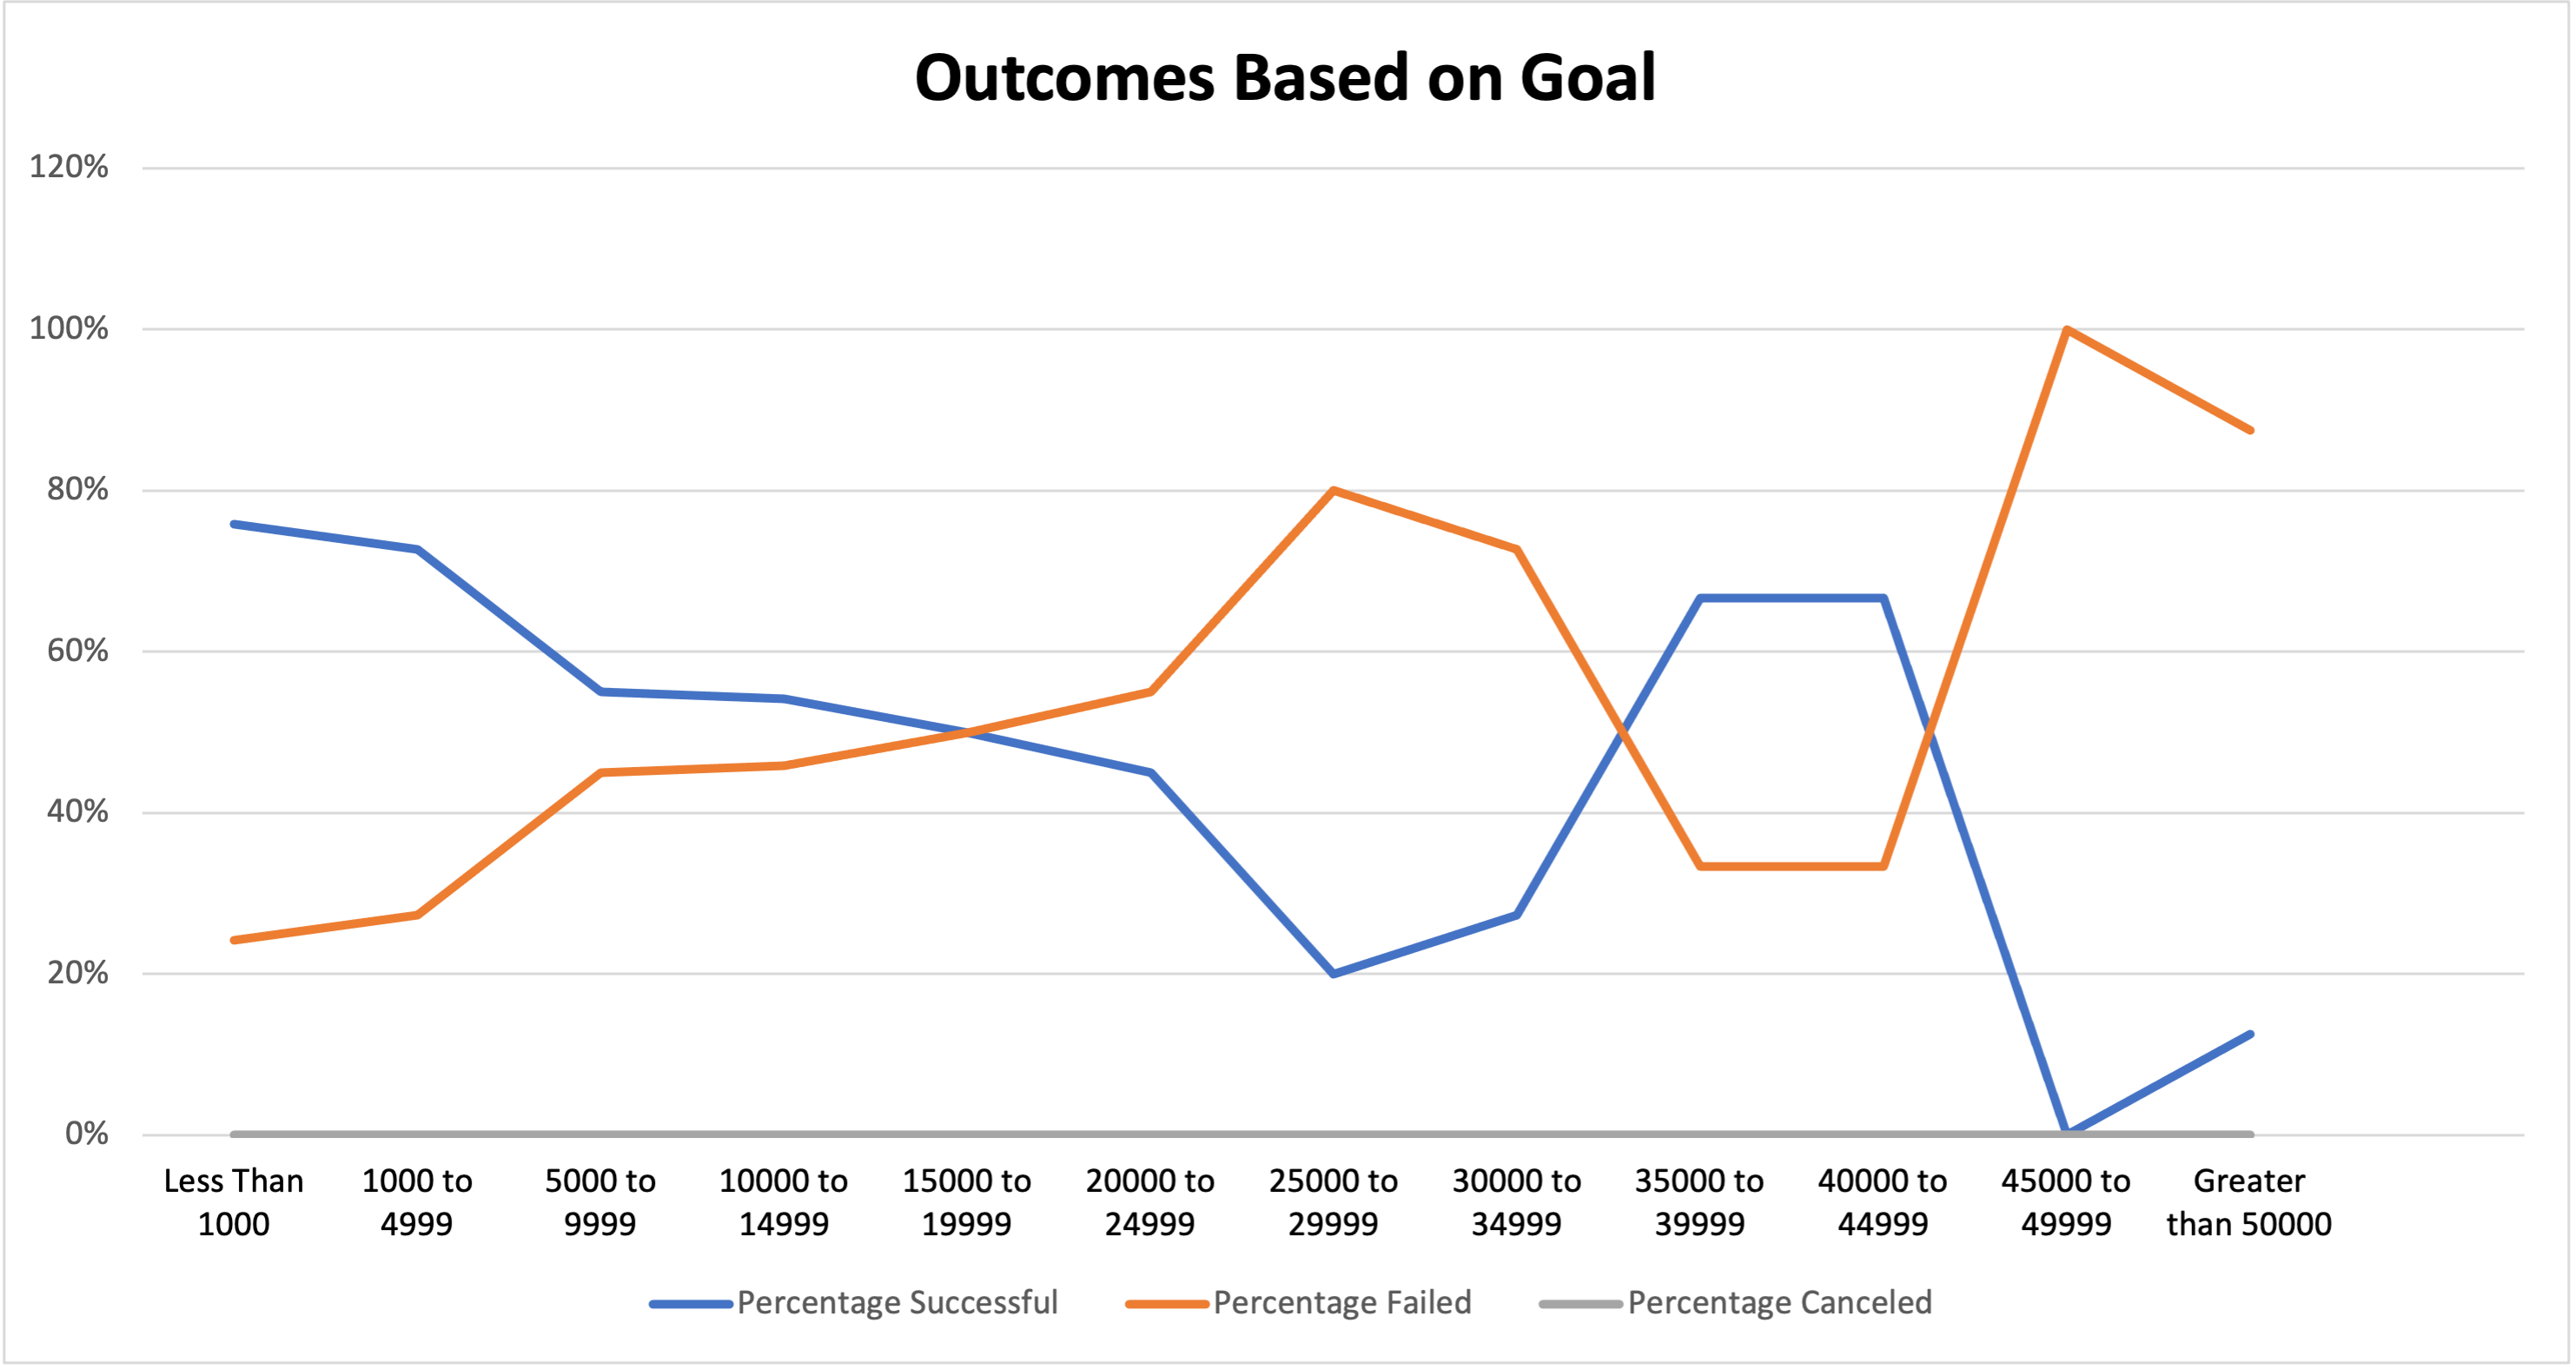 Outcomes Based on Goal
120%
100%
80%
60%
40%
20%
0%
Less Than
1000
1000 to
4999
5000 to
9999
10000 to
14999
15000 to
19999
20000 to
24999
25000 to
29999
30000 to
34999
35000 to
39999
40000 to
44999
45000 to
49999
Greater
than 50000
Percentage Successful
Percentage Failed
Percentage Canceled